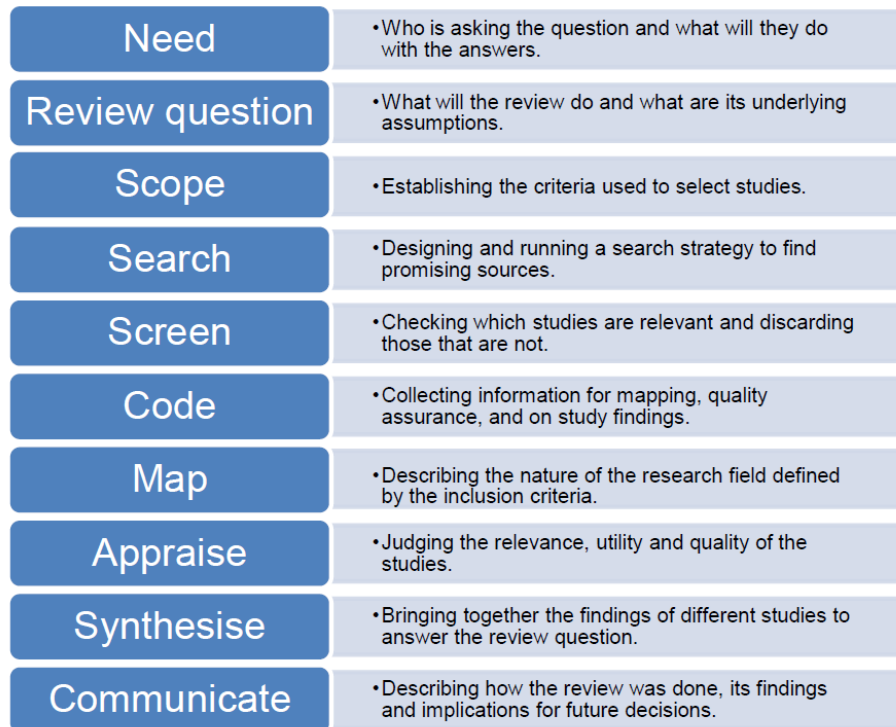 Need
•Who is asking the question and what will they do
with the answers.
Review question
•What will the review do and what are its underlying
assumptions.
Scope
•Establishing the criteria used to select studies.
Search
•Designing and running a search strategy to find
promising sources.
Screen
•Checking which studies are relevant and discarding
those that are not.
Code
•Collecting information for mapping, quality
assurance, and on study findings.
Map
•Describing the nature of the research field defined
by the inclusion criteria.
Appraise
•Judging the relevance, utility and quality of the
studies.
Synthesise
•Bringing together the findings of different studies to
answer the review question.
Communicate
•Describing how the review was done, its findings
and implications for future decisions.